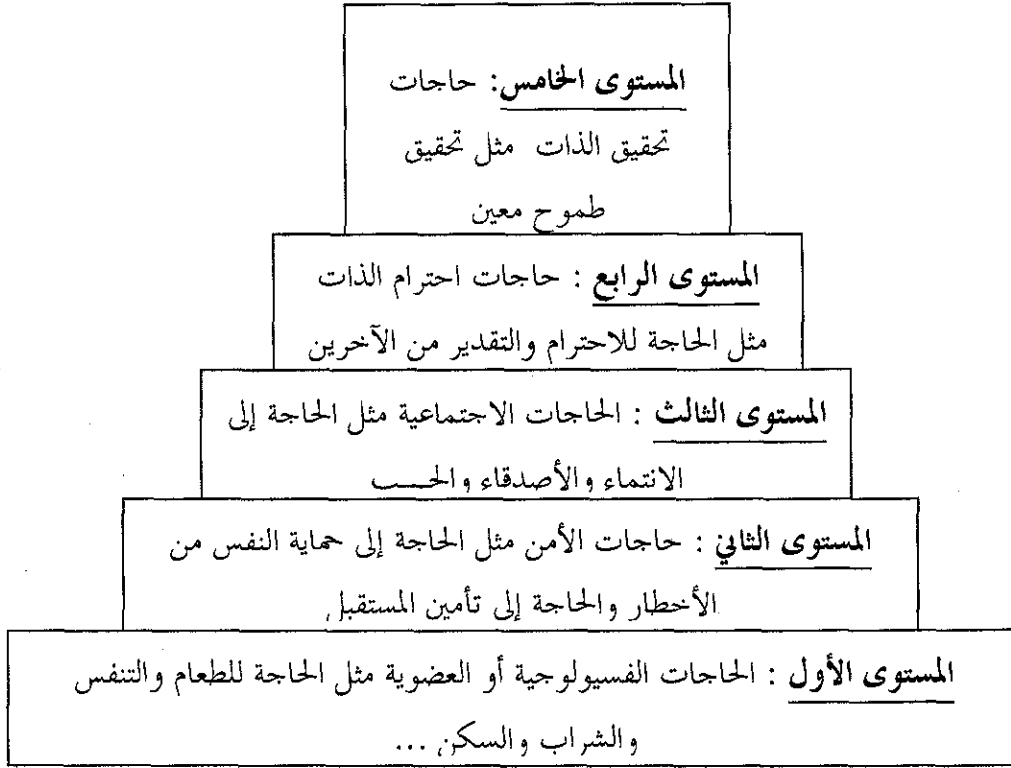 المستوى الخامس: حاجات
تحقيق الذات مثل تحقيق
طموح معين
المستوى الرابع : حاجات احترام الذات
مثل الحاجة للاحترام والتقدير من الآخرين
المستوى الثالث : الحاجات الاجتماعية مثل الحاجة إلى
الانتماء والأصدقاء والحب
المستوى الثاني : حاجات الأمن مثل الحاجة إلى حماية النفس من
الأخطار والحاجة إلى تأمين المستقبل
المستوى الأول : الحاجات الفسيولوجية أو العضوية مثل الحاجة للطعام والتنفس
والشراب والسكن ...